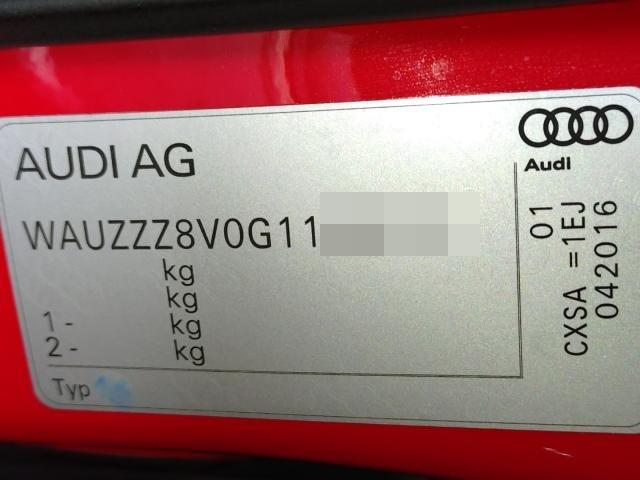 AUDI AG
Audi
WAUZZZ8V0G11
kg
kg
1 - kg
2 - kg
Typ
01
CXSA =1EJ
042016